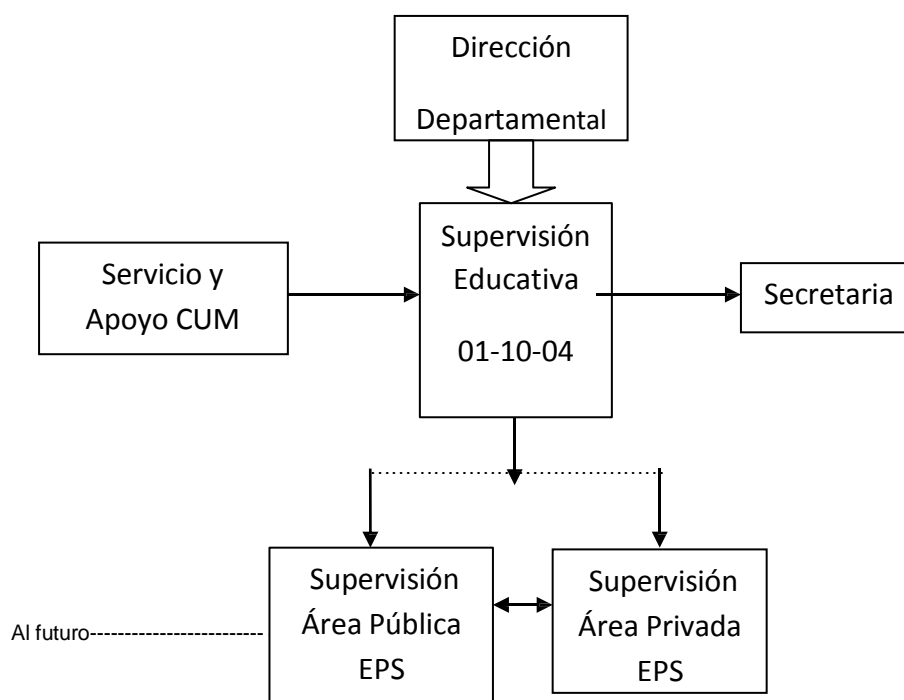 Dirección
Departamental
Supervisión
Educativa
01-10-04
Servicio y
Apoyo CUM
Secretaria
Supervisión
Área Pública
EPS
Supervisión
Área Privada
EPS
Al futuro